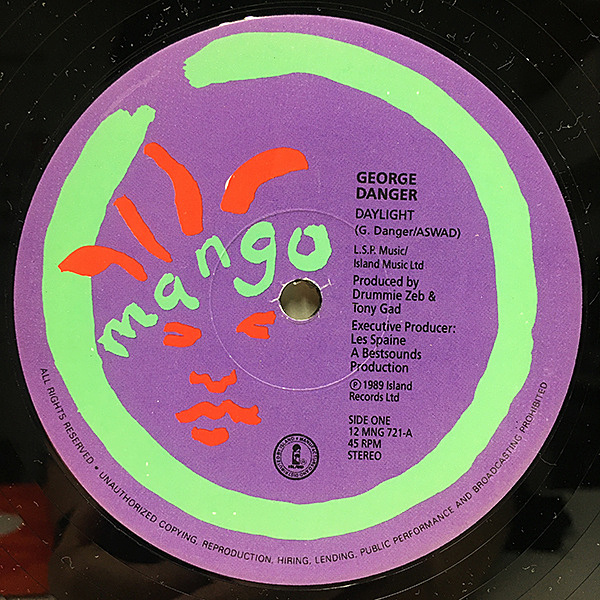 mango
GEORGE
DANGER
DAYLIGHT
(G. Danger/ASWAD)
L.S.P. Music/
Island Music Ltd
Produced by
Drummie Zeb &
Tony Gad
Executive Producer:
Les Spaine
A Bestsounds
Production
℗ 1989 Island
Records Ltd
SIDE ONE
12 MNG 721-A
45 RPM
STEREO
ALL RIGHTS RESERVED • UNAUTHORIZED COPYING, REPRODUCTION, HIRING, LENDING, PUBLIC PERFORMANCE AND BROADCASTING PROHIBITED